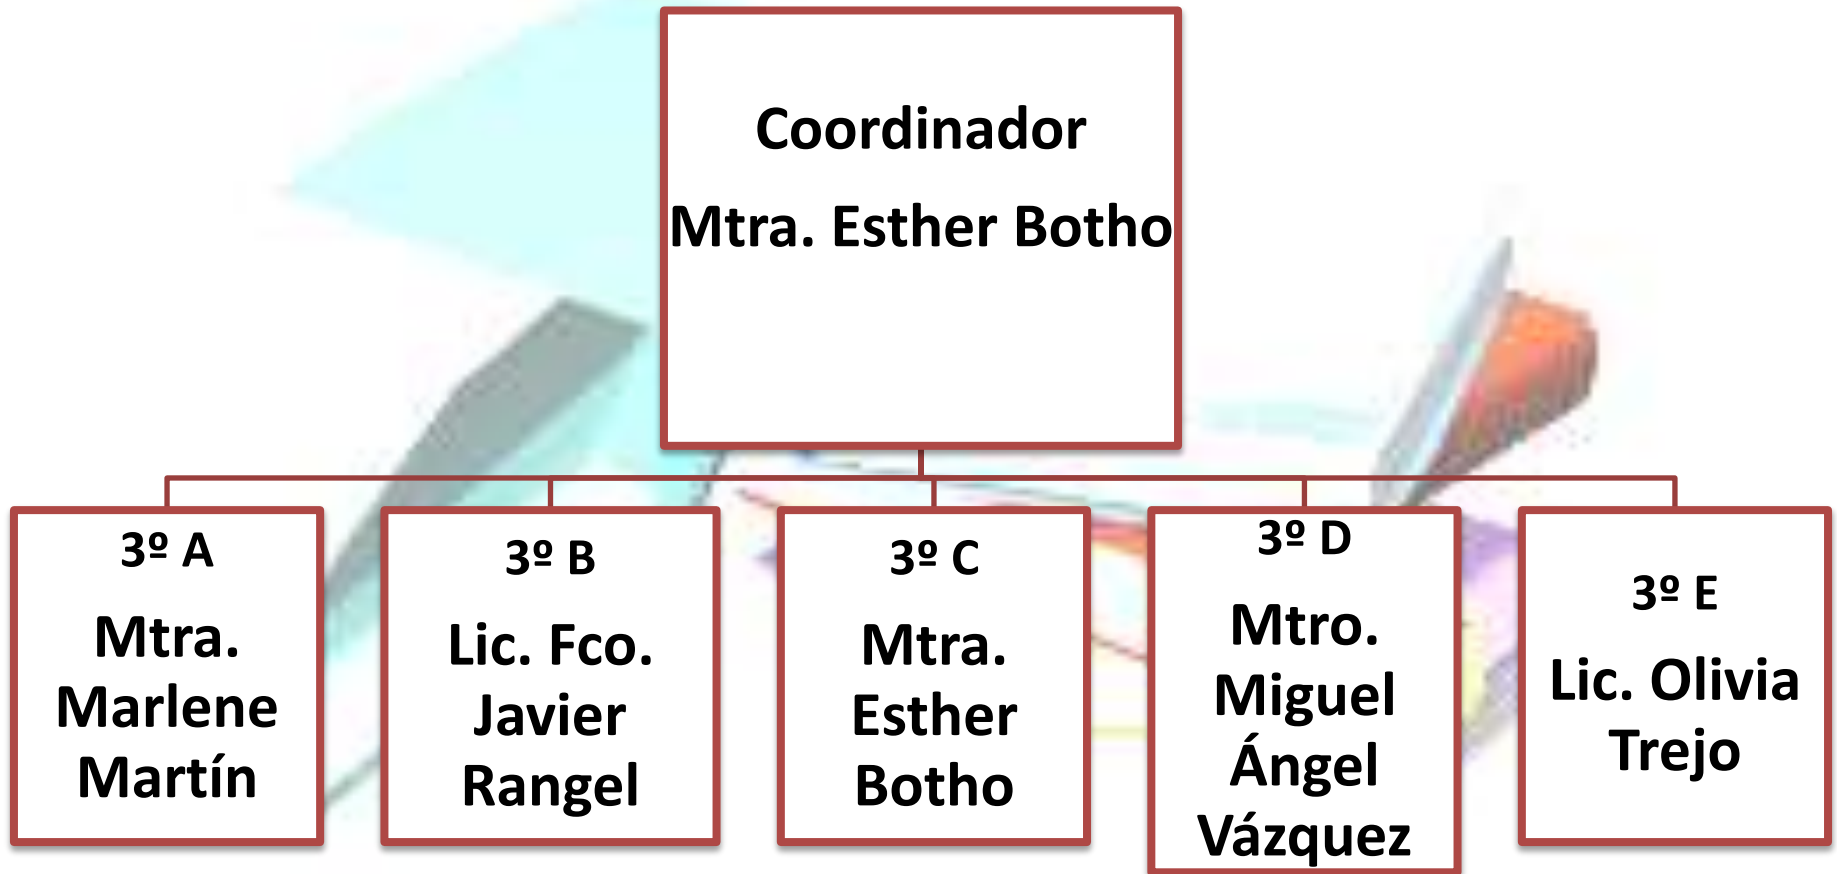 Coordinador
Mtra. Esther Botho
3º A
Mtra.
Marlene
Martín
3º B
Lic. Fco.
Javier
Rangel
3º C
Mtra.
Esther
Botho
3º D
Mtro.
Miguel
Ángel
Vázquez
3º E
Lic. Olivia
Trejo